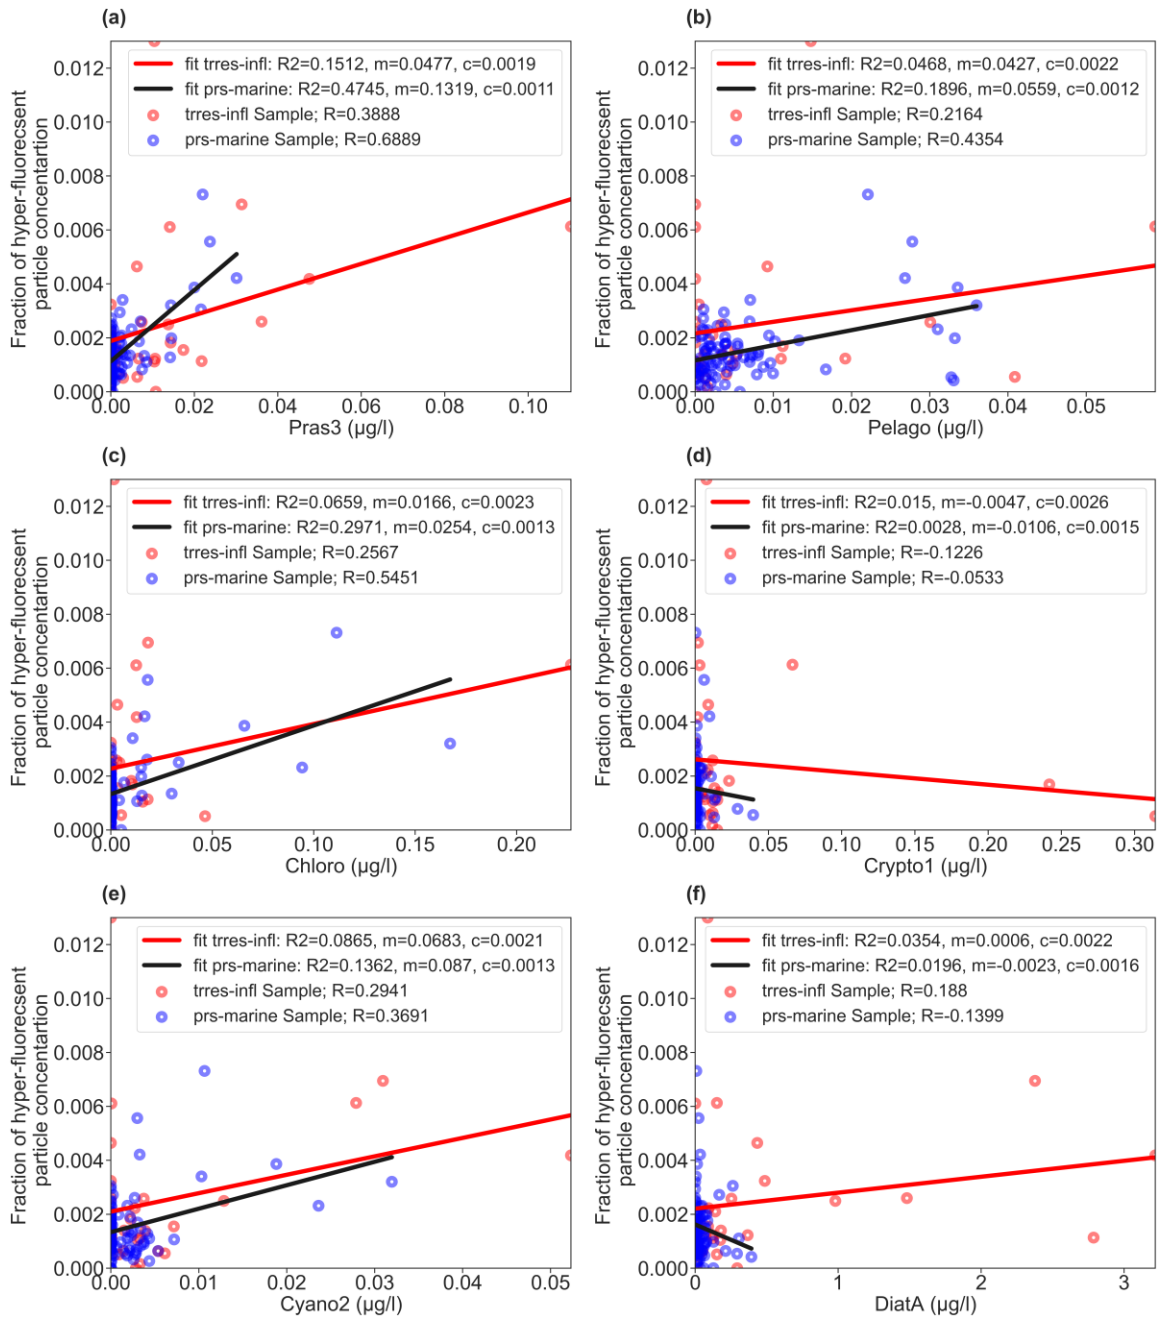 (a)
fit trres-infl: R2=0.1512, m=0.0477, c=0.0019
fit prs-marine: R2=0.4745, m=0.1319, c=0.0011
trres-infl Sample; R=0.3888
prs-marine Sample; R=0.6889
0.012
0.010
0.008
0.006
0.004
0.002
0.000
Fraction of hyper-fluorecsent
particle concentartion
0.00 0.02 0.04 0.06 0.08 0.10
Pras3 (µg/l)
(b)
fit trres-infl: R2=0.0468, m=0.0427, c=0.0022
fit prs-marine: R2=0.1896, m=0.0559, c=0.0012
trres-infl Sample; R=0.2164
prs-marine Sample; R=0.4354
0.012
0.010
0.008
0.006
0.004
0.002
0.000
Fraction of hyper-fluorecsent
particle concentartion
0.00 0.01 0.02 0.03 0.04 0.05
Pelago (µg/l)
(c)
fit trres-infl: R2=0.0659, m=0.0166, c=0.0023
fit prs-marine: R2=0.2971, m=0.0254, c=0.0013
trres-infl Sample; R=0.2567
prs-marine Sample; R=0.5451
0.012
0.010
0.008
0.006
0.004
0.002
0.000
Fraction of hyper-fluorecsent
particle concentartion
0.00 0.05 0.10 0.15 0.20
Chloro (µg/l)
(d)
fit trres-infl: R2=0.015, m=-0.0047, c=0.0026
fit prs-marine: R2=0.0028, m=-0.0106, c=0.0015
trres-infl Sample; R=-0.1226
prs-marine Sample; R=-0.0533
0.012
0.010
0.008
0.006
0.004
0.002
0.000
Fraction of hyper-fluorecsent
particle concentartion
0.00 0.05 0.10 0.15 0.20 0.25 0.30
Crypto1 (µg/l)
(e)
fit trres-infl: R2=0.0865, m=0.0683, c=0.0021
fit prs-marine: R2=0.1362, m=0.087, c=0.0013
trres-infl Sample; R=0.2941
prs-marine Sample; R=0.3691
0.012
0.010
0.008
0.006
0.004
0.002
0.000
Fraction of hyper-fluorecsent
particle concentartion
0.00 0.01 0.02 0.03 0.04 0.05
Cyano2 (µg/l)
(f)
fit trres-infl: R2=0.0354, m=0.0006, c=0.0022
fit prs-marine: R2=0.0196, m=-0.0023, c=0.0016
trres-infl Sample; R=0.188
prs-marine Sample; R=-0.1399
0.012
0.010
0.008
0.006
0.004
0.002
0.000
Fraction of hyper-fluorecsent
particle concentartion
0 1 2 3
DiatA (µg/l)